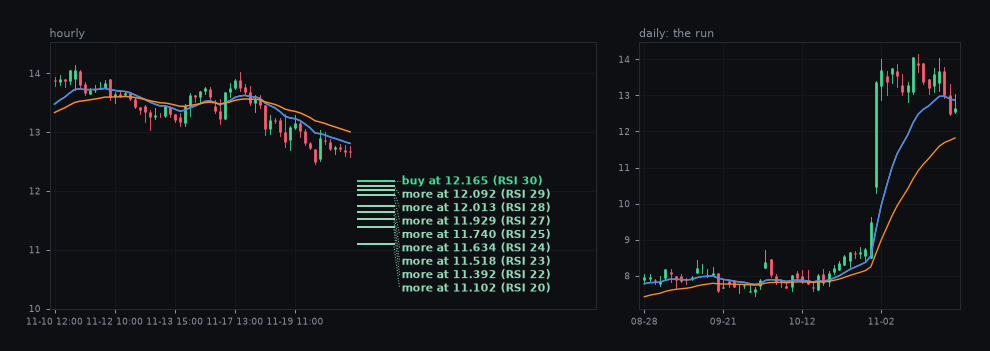 hourly
14
13
12
11
10
11-10 12:00
11-12 10:00
11-13 15:00
11-17 13:00
11-19 11:00
buy at 12.165 (RSI 30)
more at 12.092 (RSI 29)
more at 12.013 (RSI 28)
more at 11.929 (RSI 27)
more at 11.740 (RSI 25)
more at 11.634 (RSI 24)
more at 11.518 (RSI 23)
more at 11.392 (RSI 22)
more at 11.102 (RSI 20)
daily: the run
14
13
12
11
10
9
8
08-28
09-21
10-12
11-02